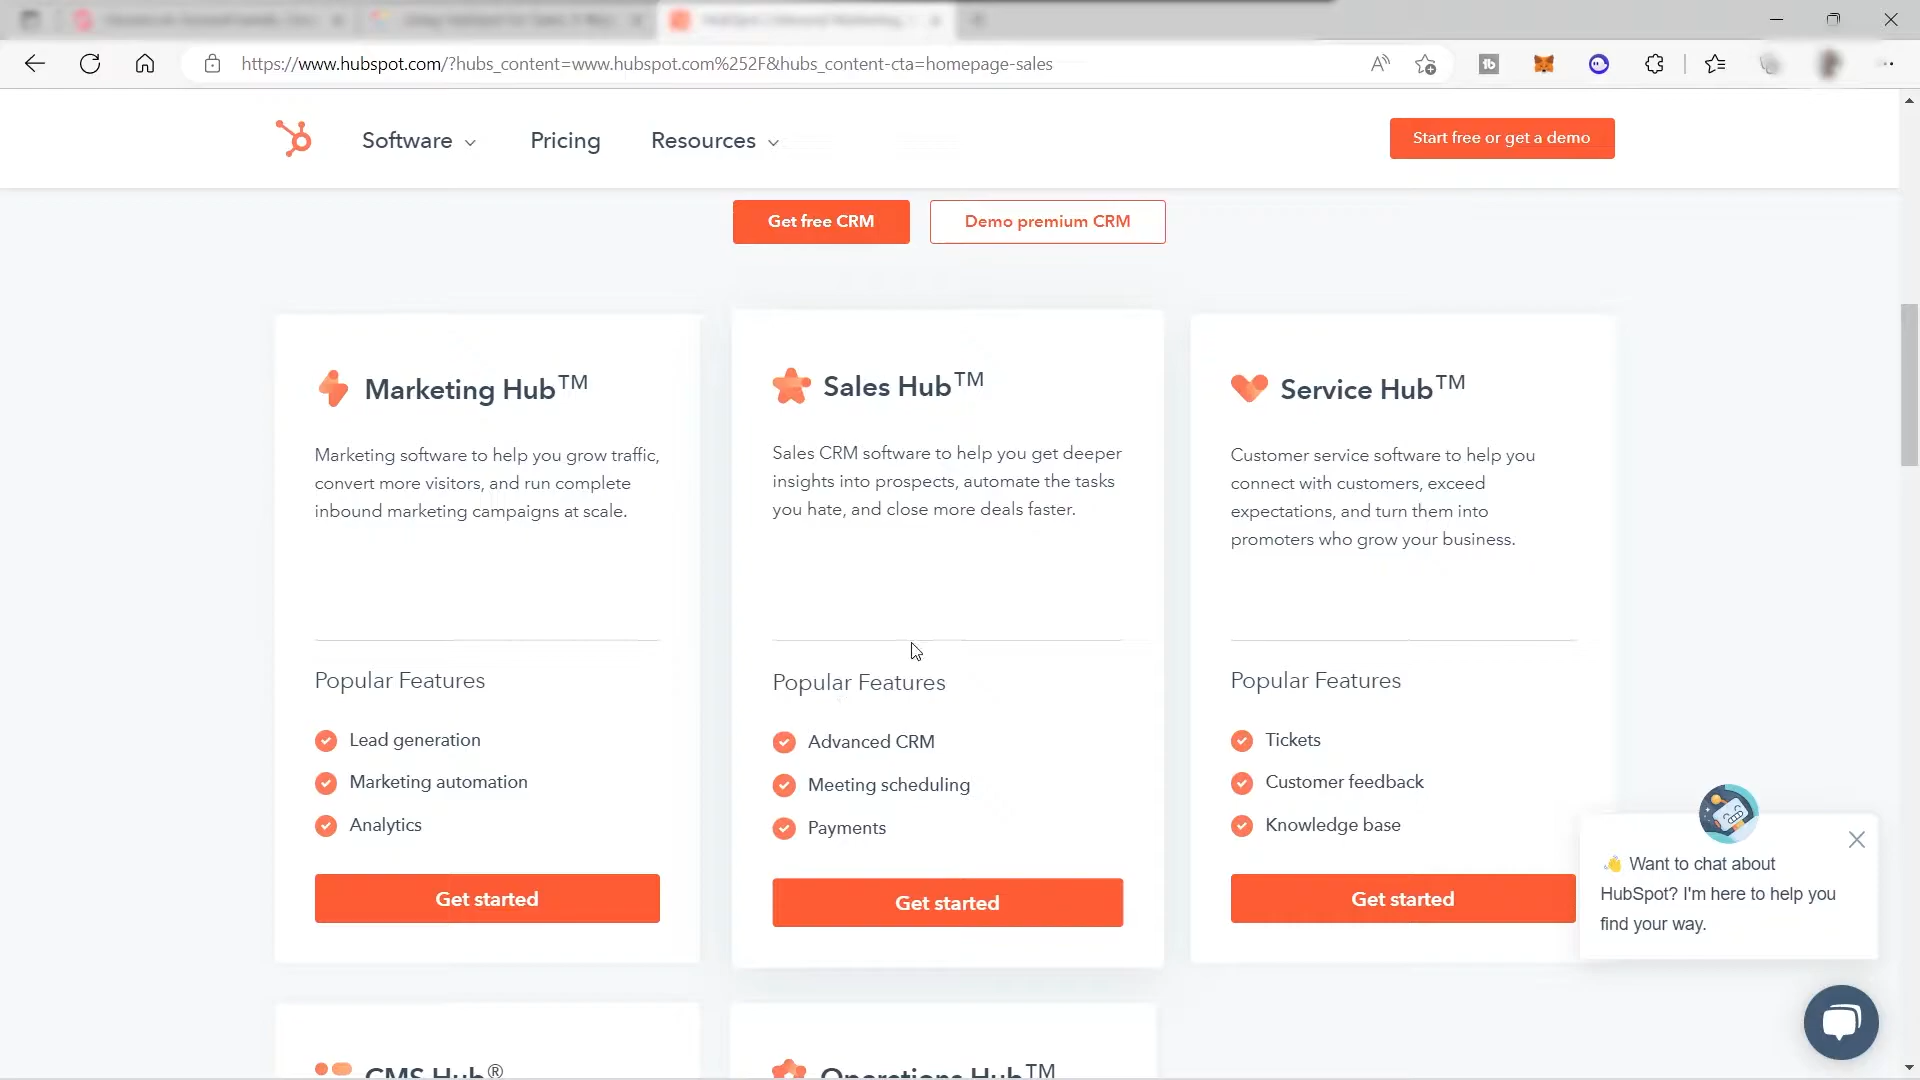 https://www.hubspot.com/?hubs_content=www.hubspot.com%252F&hubs_content-cta=homepage-sales
Software
Pricing
Resources
Start free or get a demo
Get free CRM
Demo premium CRM
Marketing Hub™
Marketing software to help you grow traffic,
convert more visitors, and run complete
inbound marketing campaigns at scale.
Popular Features
Lead generation
Marketing automation
Analytics
Get started
Sales Hub™
Sales CRM software to help you get deeper
insights into prospects, automate the tasks
you hate, and close more deals faster.
Popular Features
Advanced CRM
Meeting scheduling
Payments
Get started
Service Hub™
Customer service software to help you
connect with customers, exceed
expectations, and turn them into
promoters who grow your business.
Popular Features
Tickets
Customer feedback
Knowledge base
Get started
👋 Want to chat about
HubSpot? I'm here to help you
find your way.
CMS Hub®
Operations Hub™